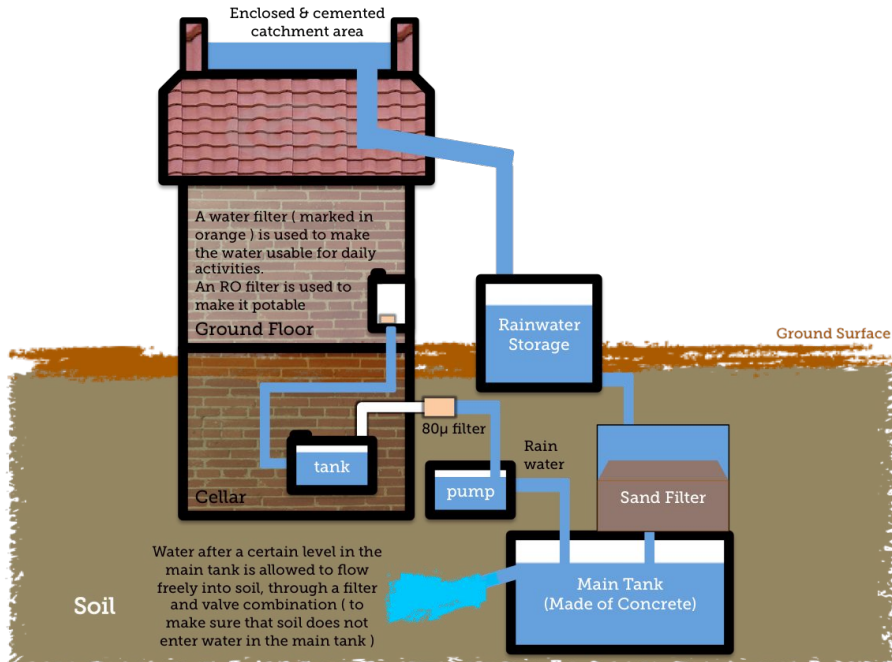 Enclosed & cemented
catchment area
A water filter ( marked in
orange ) is used to make
the water usable for daily
activities.
An RO filter is used to
make it potable
Ground Floor
Rainwater
Storage
Ground Surface
80µ filter
tank
Cellar
Rain
water
pump
Sand Filter
Water after a certain level in the
main tank is allowed to flow
freely into soil, through a filter
and valve combination ( to
make sure that soil does not
enter water in the main tank )
Main Tank
(Made of Concrete)
Soil